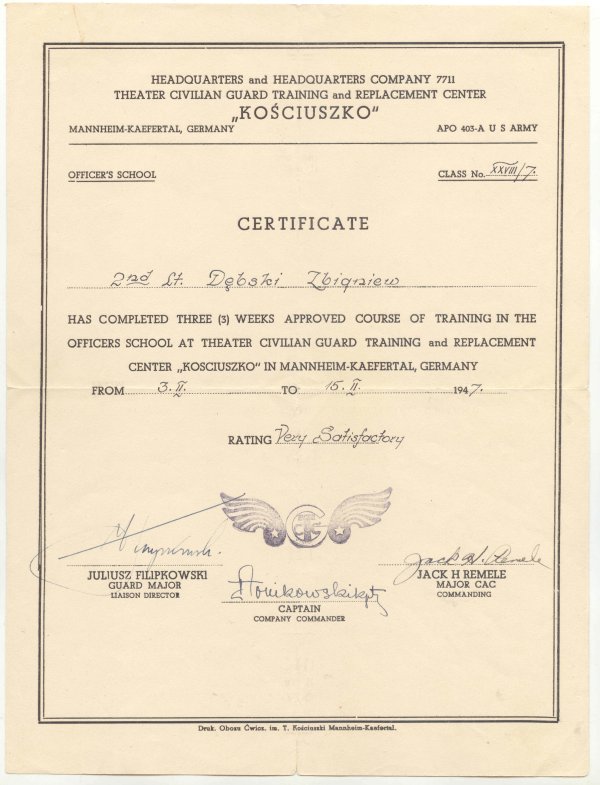 HEADQUARTERS and HEADQUARTERS COMPANY 7711
THEATER CIVILIAN GUARD TRAINING and REPLACEMENT CENTER
„KOŚCIUSZKO“
MANNHEIM-KAEFERTAL, GERMANY APO 403-A U S ARMY
OFFICER'S SCHOOL CLASS No. XXVIII/7.
CERTIFICATE
2nd Lt. Dębski Zbigniew
HAS COMPLETED THREE (3) WEEKS APPROVED COURSE OF TRAINING IN THE
OFFICERS SCHOOL AT THEATER CIVILIAN GUARD TRAINING and REPLACEMENT
CENTER „KOSCIUSZKO“ IN MANNHEIM-KAEFERTAL, GERMANY
FROM 3. II. TO 15. II. 1947.
RATING Very Satisfactory
Jack H. Remele
JULIUSZ FILIPKOWSKI JACK H REMELE
GUARD MAJOR MAJOR CAC
LIAISON DIRECTOR COMMANDING
CAPTAIN
COMPANY COMMANDER
Druk. Obozu Ćwicz. im. T. Kościuszki Mannheim-Kaefertal.